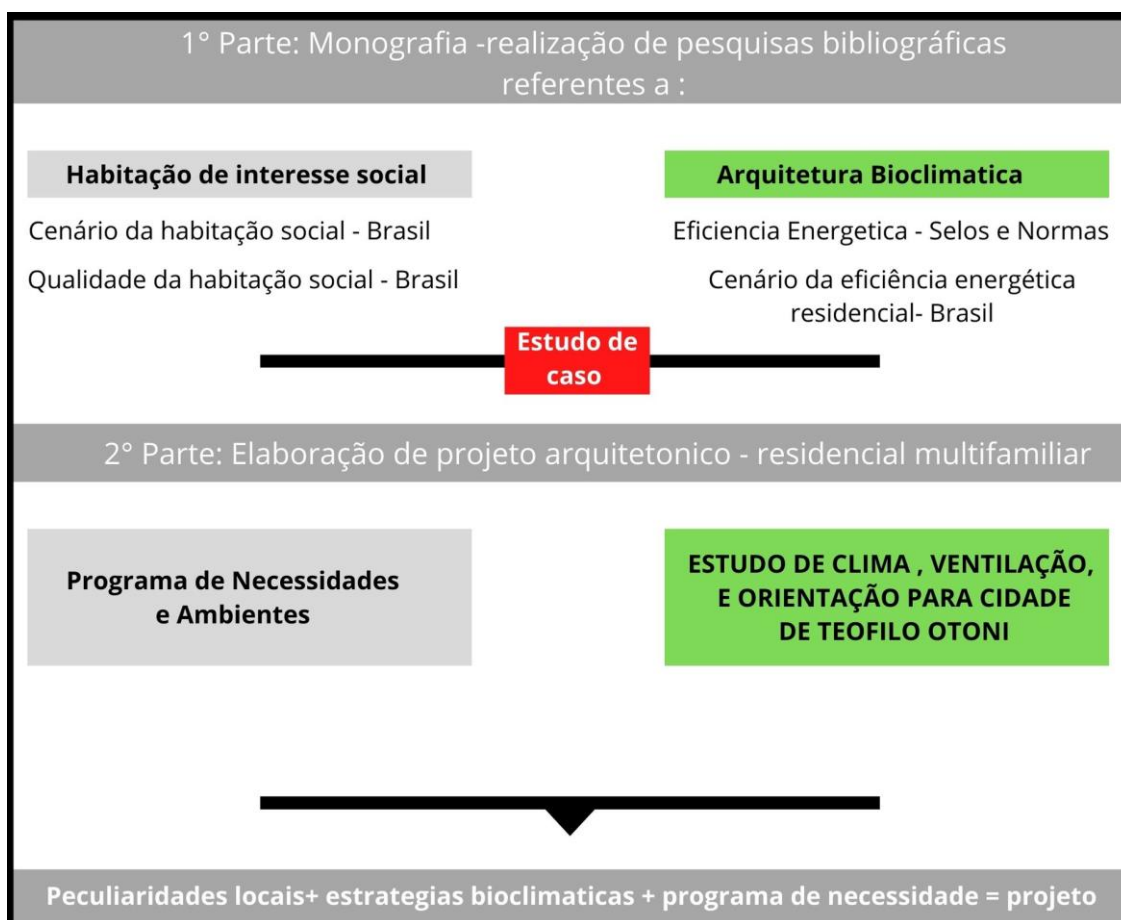 1° Parte: Monografia -realização de pesquisas bibliográficas
referentes a :
Habitação de interesse social
Cenário da habitação social - Brasil
Qualidade da habitação social - Brasil
Arquitetura Bioclimatica
Eficiencia Energetica - Selos e Normas
Cenário da eficiência energética
residencial- Brasil
Estudo de
caso
2° Parte: Elaboração de projeto arquitetonico - residencial multifamiliar
Programa de Necessidades
e Ambientes
ESTUDO DE CLIMA , VENTILAÇÃO,
E ORIENTAÇÃO PARA CIDADE
DE TEOFILO OTONI
Peculiaridades locais+ estrategias bioclimaticas + programa de necessidade = projeto